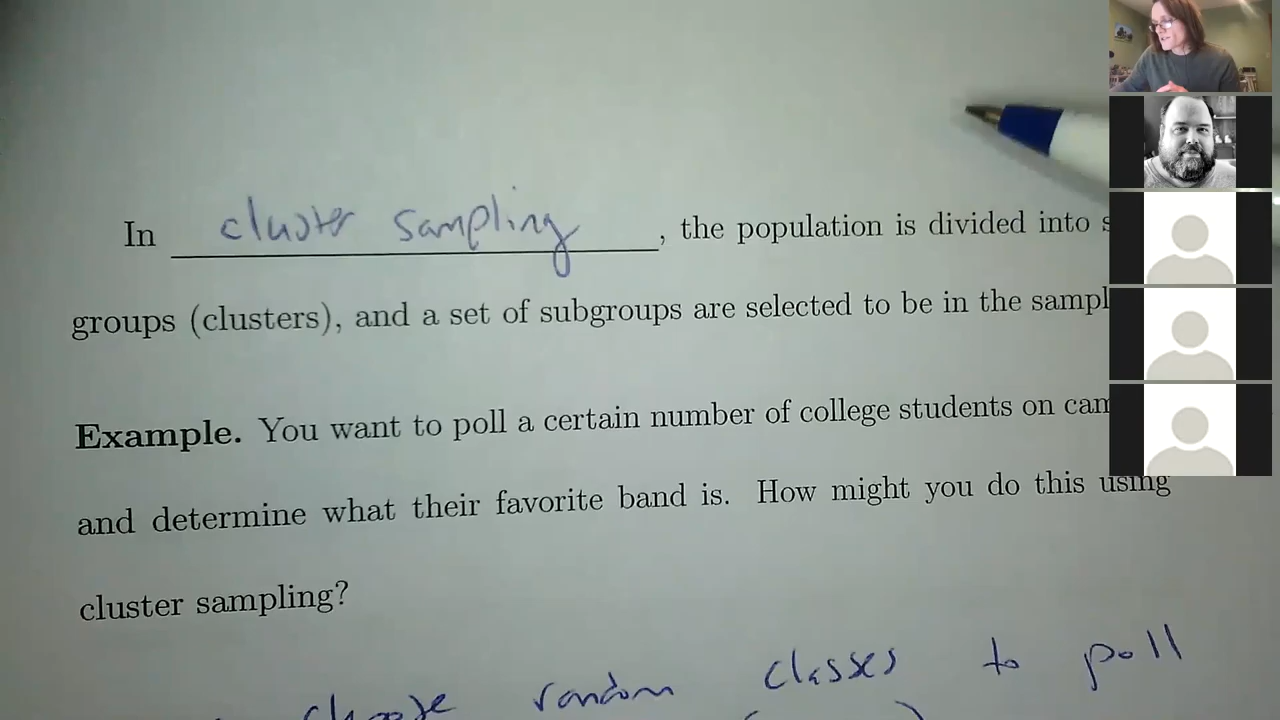 In cluster sampling, the population is divided into
groups (clusters), and a set of subgroups are selected to be in the
Example. You want to poll a certain number of college students on
and determine what their favorite band is. How might you do this using
cluster sampling?
choose random classes to poll